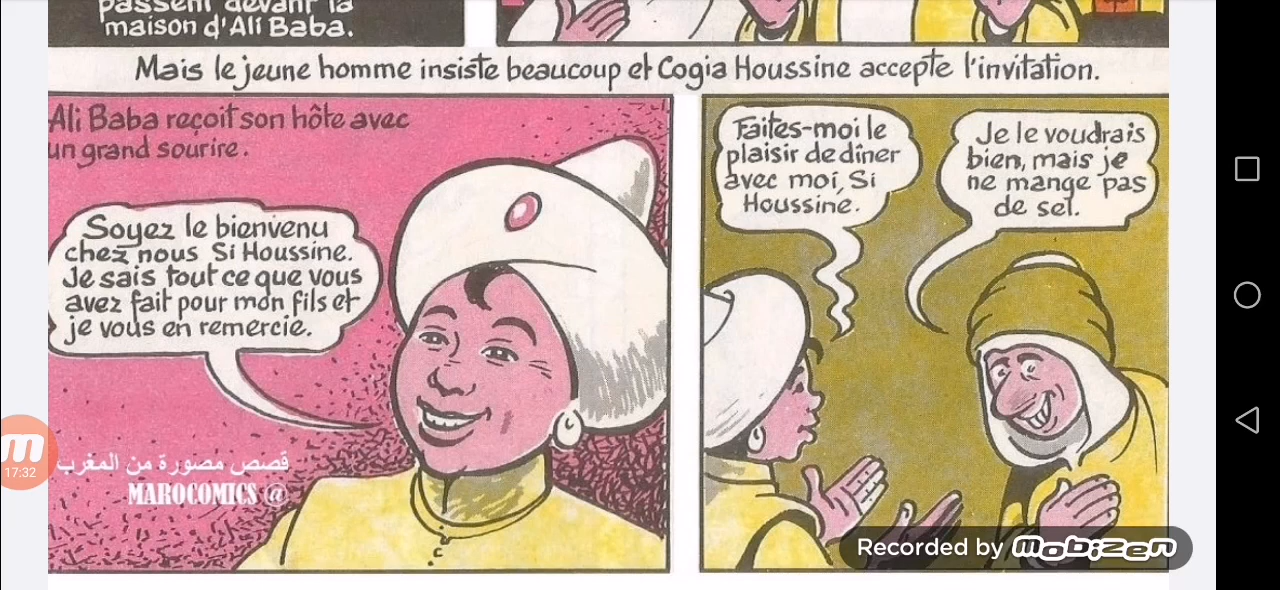 passent devant la
maison d'Ali Baba.
Mais le jeune homme insiste beaucoup et Cogia Houssine accepte l'invitation.
Ali Baba reçoit son hôte avec
un grand sourire.
Soyez le bienvenu
chez nous Si Houssine.
Je sais tout ce que vous
avez fait pour mon fils et
je vous en remercie.
Faites-moi le
plaisir de dîner
avec moi, Si
Houssine.
Je le voudrais
bien, mais je
ne mange pas
de sel.
17:32
قصص مصورة من المغرب
MAROCOMICS @
Recorded by mobizen